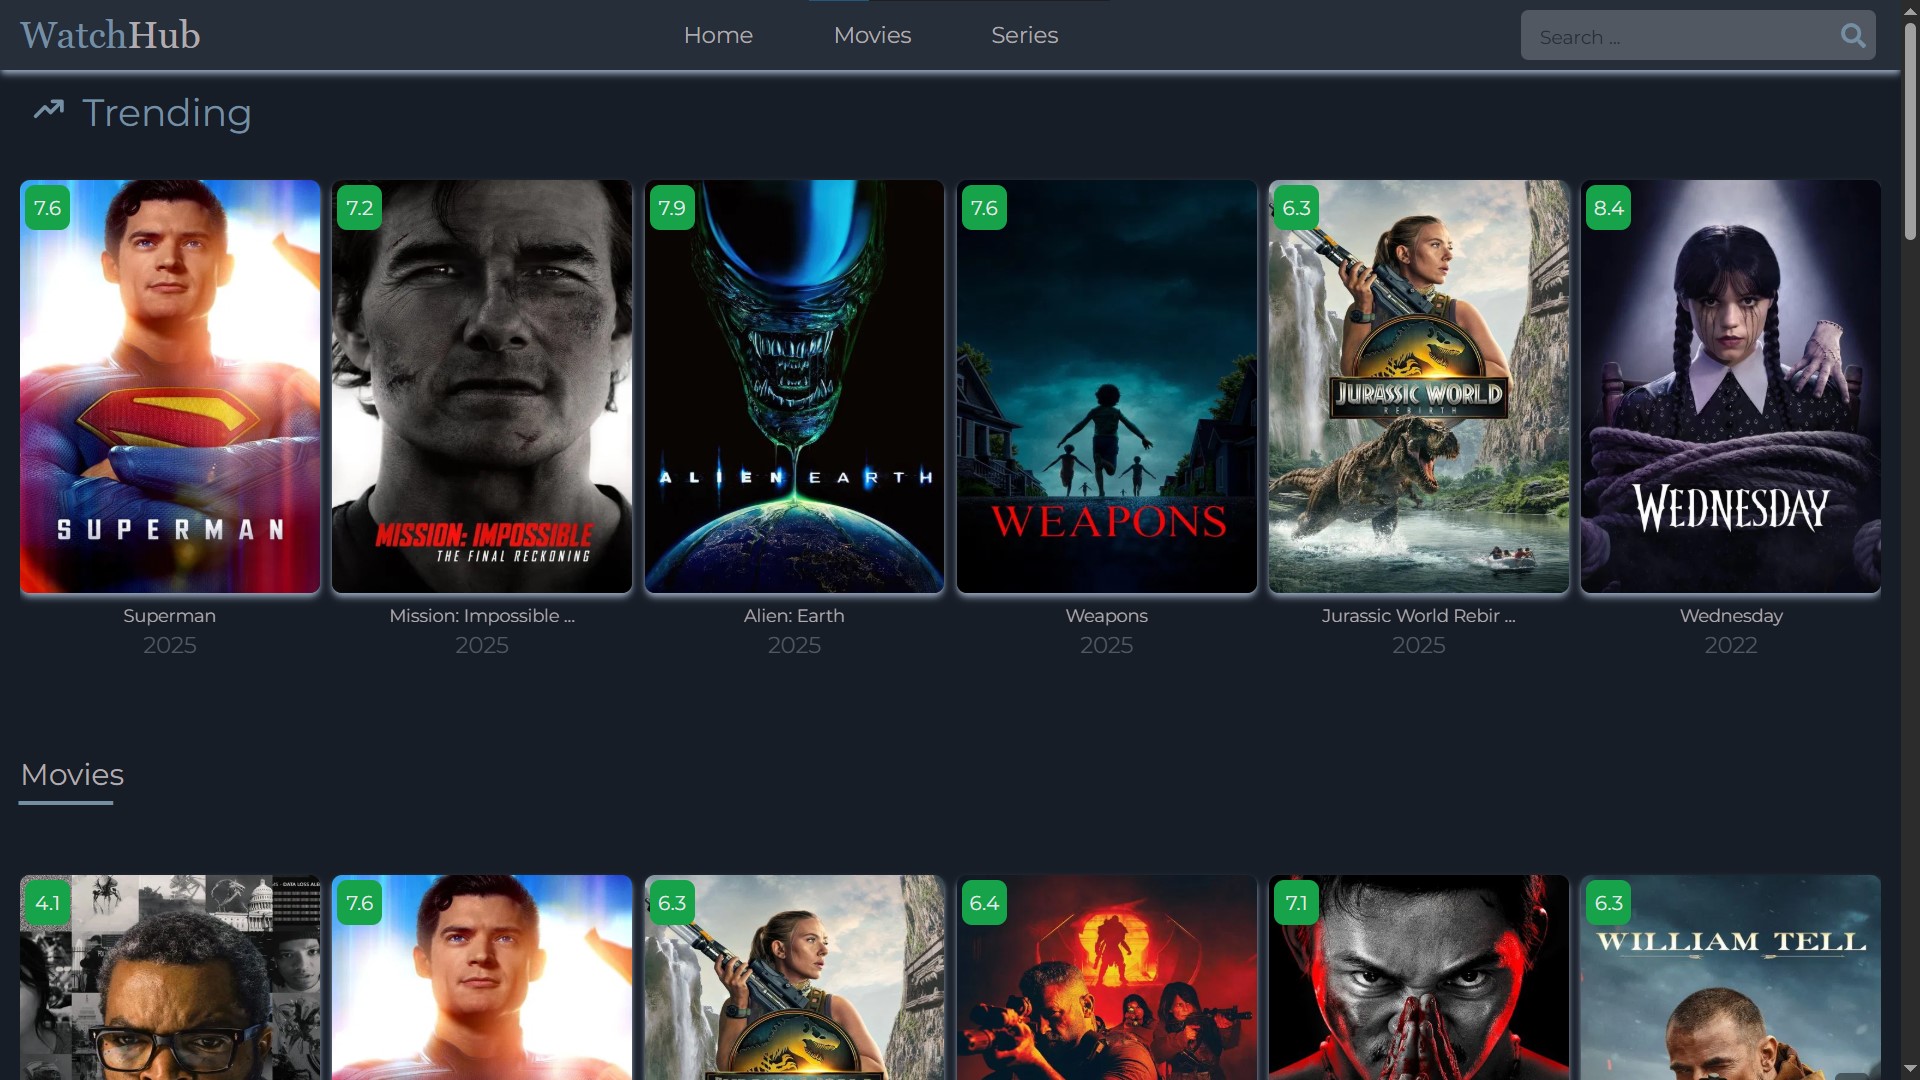 WatchHub
Home Movies Series
Search ...
Trending
7.6 7.2 7.9 7.6 6.3 8.4
SUPERMAN
MISSION: IMPOSSIBLE
THE FINAL RECKONING
ALIEN EARTH
WEAPONS
JURASSIC WORLD
REBIRTH
WEDNESDAY
Superman Mission: Impossible ... Alien: Earth Weapons Jurassic World Rebir ... Wednesday
2025 2025 2025 2025 2025 2022
Movies
4.1 7.6 6.3 6.4 7.1 6.3
WILLIAM TELL